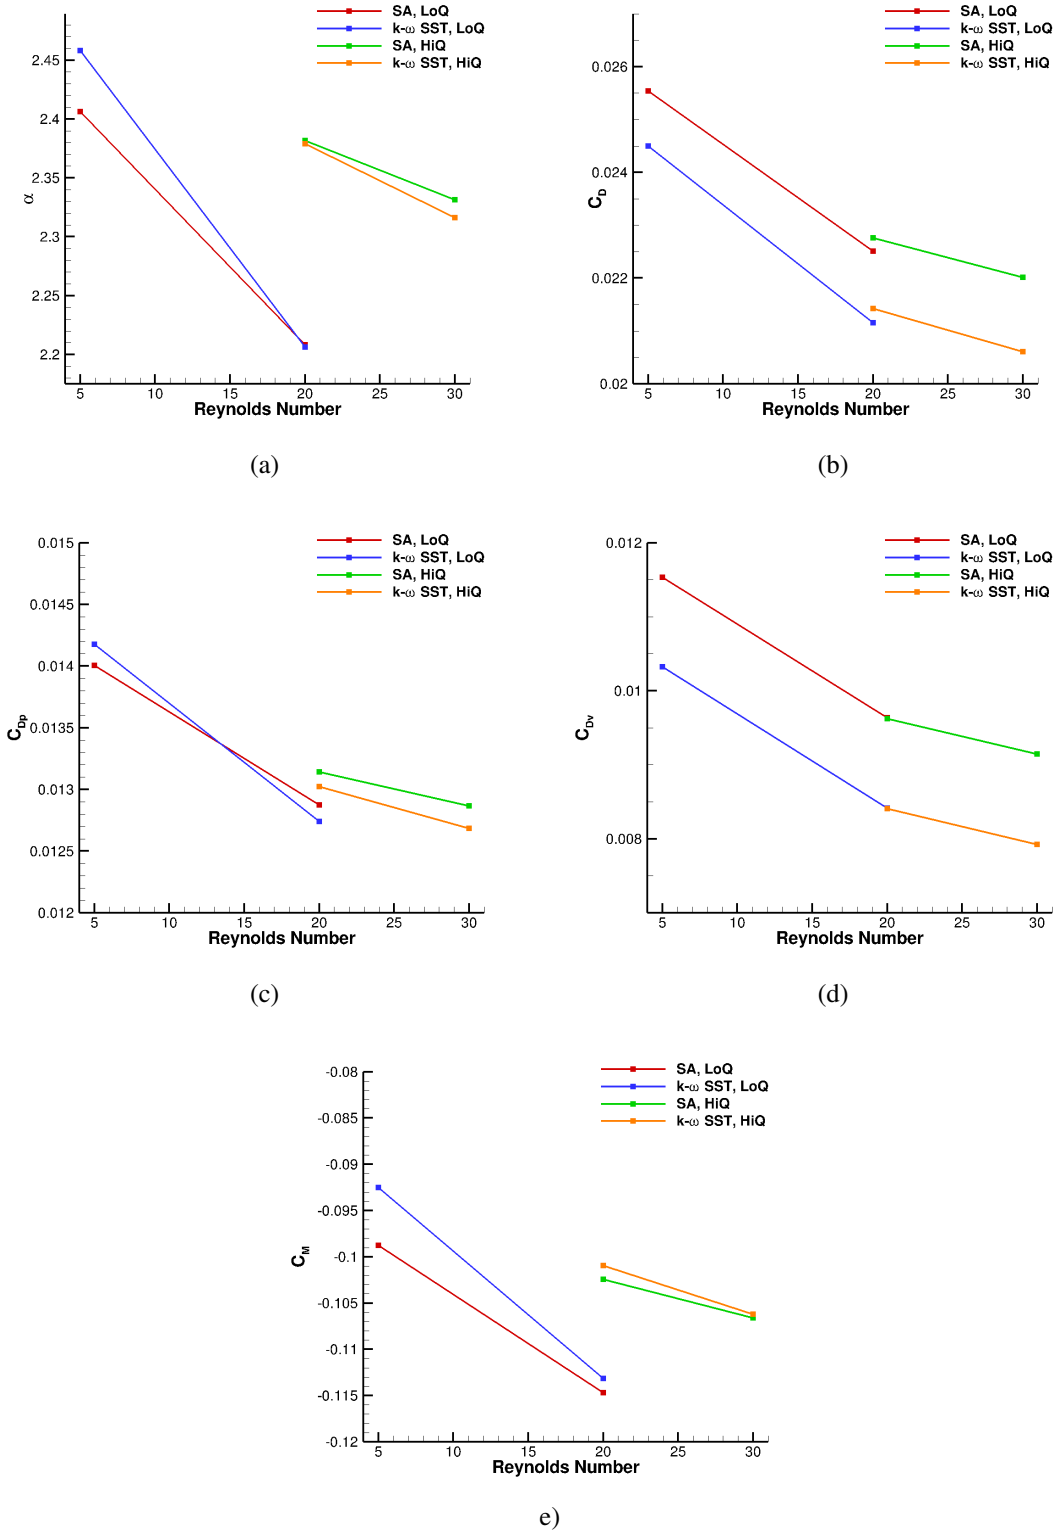 SA, LoQ
k-ω SST, LoQ
SA, HiQ
k-ω SST, HiQ
2.45
2.4
2.35
2.3
2.25
2.2
α
5 10 15 20 25 30
Reynolds Number
(a)
SA, LoQ
k-ω SST, LoQ
SA, HiQ
k-ω SST, HiQ
0.026
0.024
0.022
0.02
C_D
5 10 15 20 25 30
Reynolds Number
(b)
SA, LoQ
k-ω SST, LoQ
SA, HiQ
k-ω SST, HiQ
0.015
0.0145
0.014
0.0135
0.013
0.0125
0.012
C_Dp
5 10 15 20 25 30
Reynolds Number
(c)
SA, LoQ
k-ω SST, LoQ
SA, HiQ
k-ω SST, HiQ
0.012
0.01
0.008
C_Dv
5 10 15 20 25 30
Reynolds Number
(d)
SA, LoQ
k-ω SST, LoQ
SA, HiQ
k-ω SST, HiQ
-0.08
-0.085
-0.09
-0.095
-0.1
-0.105
-0.11
-0.115
-0.12
C_M
5 10 15 20 25 30
Reynolds Number
e)